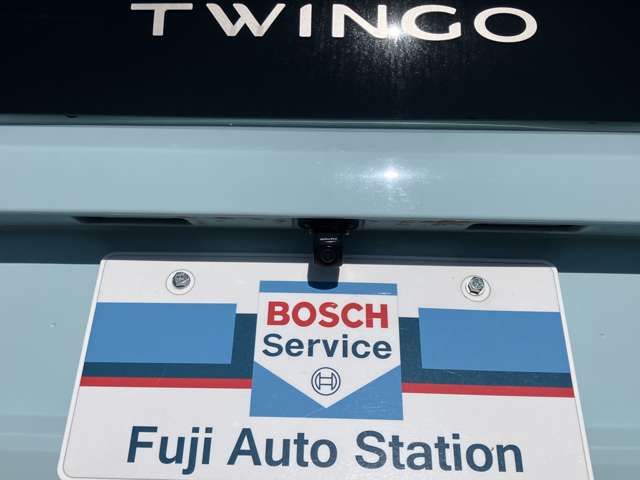 TWINGO
BOSCH
Service
Fuji Auto Station